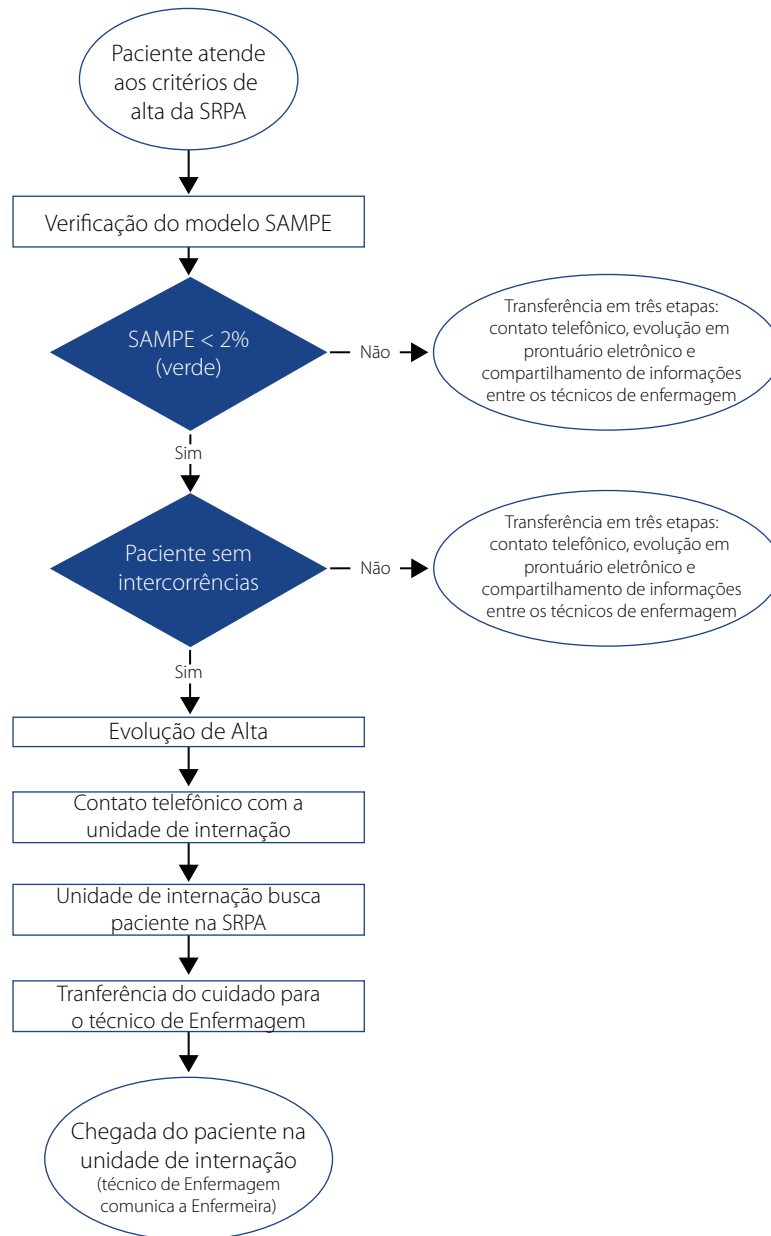 Paciente atende
aos critérios de
alta da SRPA
Verificação do modelo SAMPE
SAMPE < 2%
(verde)
Não
Transferência em três etapas:
contato telefônico, evolução em
prontuário eletrônico e
compartilhamento de informações
entre os técnicos de enfermagem
Sim
Paciente sem
intercorrências
Não
Transferência em três etapas:
contato telefônico, evolução em
prontuário eletrônico e
compartilhamento de informações
entre os técnicos de enfermagem
Sim
Evolução de Alta
Contato telefônico com a
unidade de internação
Unidade de internação busca
paciente na SRPA
Tranferência do cuidado para
o técnico de Enfermagem
Chegada do paciente na
unidade de internação
(técnico de Enfermagem
comunica a Enfermeira)